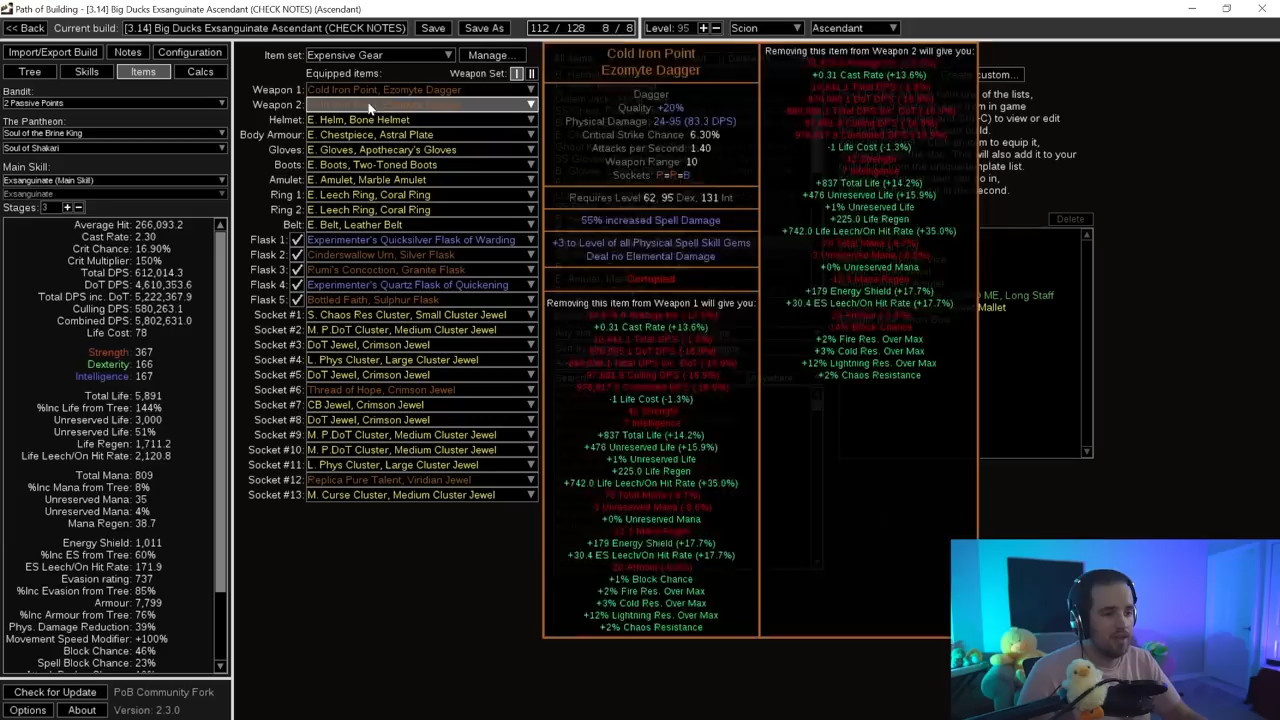 Path of Building - [3.14] Big Ducks Exsanguinate Ascendant (CHECK NOTES) (Ascendant)
<< Back
Current build:
[3.14] Big Ducks Exsanguinate Ascendant (CHECK NOTES)
Save
Save As
112 / 128 8 / 8
Level: 95
Scion
Ascendant
Import/Export Build
Notes
Configuration
Tree
Skills
Items
Calcs
Bandit:
2 Passive Points
The Pantheon:
Soul of the Brine King
Soul of Shakari
Main Skill:
Exsanguinate (Main Skill)
Exsanguinate
Stages: 3
Average Hit: 266,093.2
Cast Rate: 2.30
Crit Chance: 16.90%
Crit Multiplier: 150%
Total DPS: 612,014.3
Total DPS inc. DoT: 5,222,367.9
Culling DPS: 580,263.1
Combined DPS: 5,802,631.0
Life Cost: 78
Strength: 367
Dexterity: 166
Intelligence: 167
Total Life: 5,891
%Inc Life from Tree: 144%
Unreserved Life: 3,000
Unreserved Life: 51%
Life Regen: 1,711.2
Life Leech/On Hit Rate: 2,120.8
Total Mana: 809
%Inc Mana from Tree: 8%
Unreserved Mana: 35
Unreserved Mana: 4%
Mana Regen: 38.7
Energy Shield: 1,011
%Inc ES from Tree: 60%
ES Leech/On Hit Rate: 171.9
Evasion rating: 737
%Inc Evasion from Tree: 85%
Armour: 7,799
%Inc Armour from Tree: 76%
Phys. Damage Reduction: 39%
Movement Speed Modifier: +100%
Block Chance: 46%
Spell Block Chance: 23%
Check for Update
PoB Community Fork
Options
About
Version: 2.3.0
Item set: Expensive Gear
Manage...
Equipped items:
Weapon Set: I II
Weapon 1: Cold Iron Point, Ezomyte Dagger
Weapon 2:
Helmet: E. Helm, Bone Helmet
Body Armour: E. Chestpiece, Astral Plate
Gloves: E. Gloves, Apothecary's Gloves
Boots: E. Boots, Two-Toned Boots
Amulet: E. Amulet, Marble Amulet
Ring 1: E. Leech Ring, Coral Ring
Ring 2: E. Leech Ring, Coral Ring
Belt: E. Belt, Leather Belt
Flask 1: Experimenter's Quicksilver Flask of Warding
Flask 2: Cinderswallow Urn, Silver Flask
Flask 3: Rumi's Concoction, Granite Flask
Flask 4: Experimenter's Quartz Flask of Quickening
Flask 5: Bottled Faith, Sulphur Flask
Socket #1: S. Chaos Res Cluster, Small Cluster Jewel
Socket #2: M. P.DoT Cluster, Medium Cluster Jewel
Socket #3: DoT Jewel, Crimson Jewel
Socket #4: L. Phys Cluster, Large Cluster Jewel
Socket #5: DoT Jewel, Crimson Jewel
Socket #6: Thread of Hope, Crimson Jewel
Socket #7: CB Jewel, Crimson Jewel
Socket #8: DoT Jewel, Crimson Jewel
Socket #9: M. P.DoT Cluster, Medium Cluster Jewel
Socket #10: M. P.DoT Cluster, Medium Cluster Jewel
Socket #11: L. Phys Cluster, Large Cluster Jewel
Socket #12: Replica Pure Talent, Viridian Jewel
Socket #13: M. Curse Cluster, Medium Cluster Jewel
Cold Iron Point
Ezomyte Dagger
Dagger
Quality: +20%
Physical Damage: 24-95 (83.3 DPS)
Critical Strike Chance: 6.30%
Attacks per Second: 1.40
Weapon Range: 10
Sockets: R=R=B
Requires Level 62, 95 Dex, 131 Int
55% increased Spell Damage
+3 to Level of all Physical Spell Skill Gems
Deal no Elemental Damage
Corrupted
Removing this item from Weapon 1 will give you:
+0.31 Cast Rate (+13.6%)
-1 Life Cost (-1.3%)
+837 Total Life (+14.2%)
+476 Unreserved Life (+15.9%)
+1% Unreserved Life
+225.0 Life Regen
+742.0 Life Leech/On Hit Rate (+35.0%)
+0% Unreserved Mana
+179 Energy Shield (+17.7%)
+30.4 ES Leech/On Hit Rate (+17.7%)
+1% Block Chance
+2% Fire Res. Over Max
+3% Cold Res. Over Max
+12% Lightning Res. Over Max
+2% Chaos Resistance
Removing this item from Weapon 2 will give you:
+0.31 Cast Rate (+13.6%)
-1 Life Cost (-1.3%)
+837 Total Life (+14.2%)
+476 Unreserved Life (+15.9%)
+1% Unreserved Life
+225.0 Life Regen
+742.0 Life Leech/On Hit Rate (+35.0%)
+0% Unreserved Mana
+179 Energy Shield (+17.7%)
+30.4 ES Leech/On Hit Rate (+17.7%)
+2% Fire Res. Over Max
+3% Cold Res. Over Max
+12% Lightning Res. Over Max
+2% Chaos Resistance
custom...
of the lists,
em in game
to view or edit
build.
to equip it,
will also add it to your
template list.
Delete
ME, Long Staff
Mallet